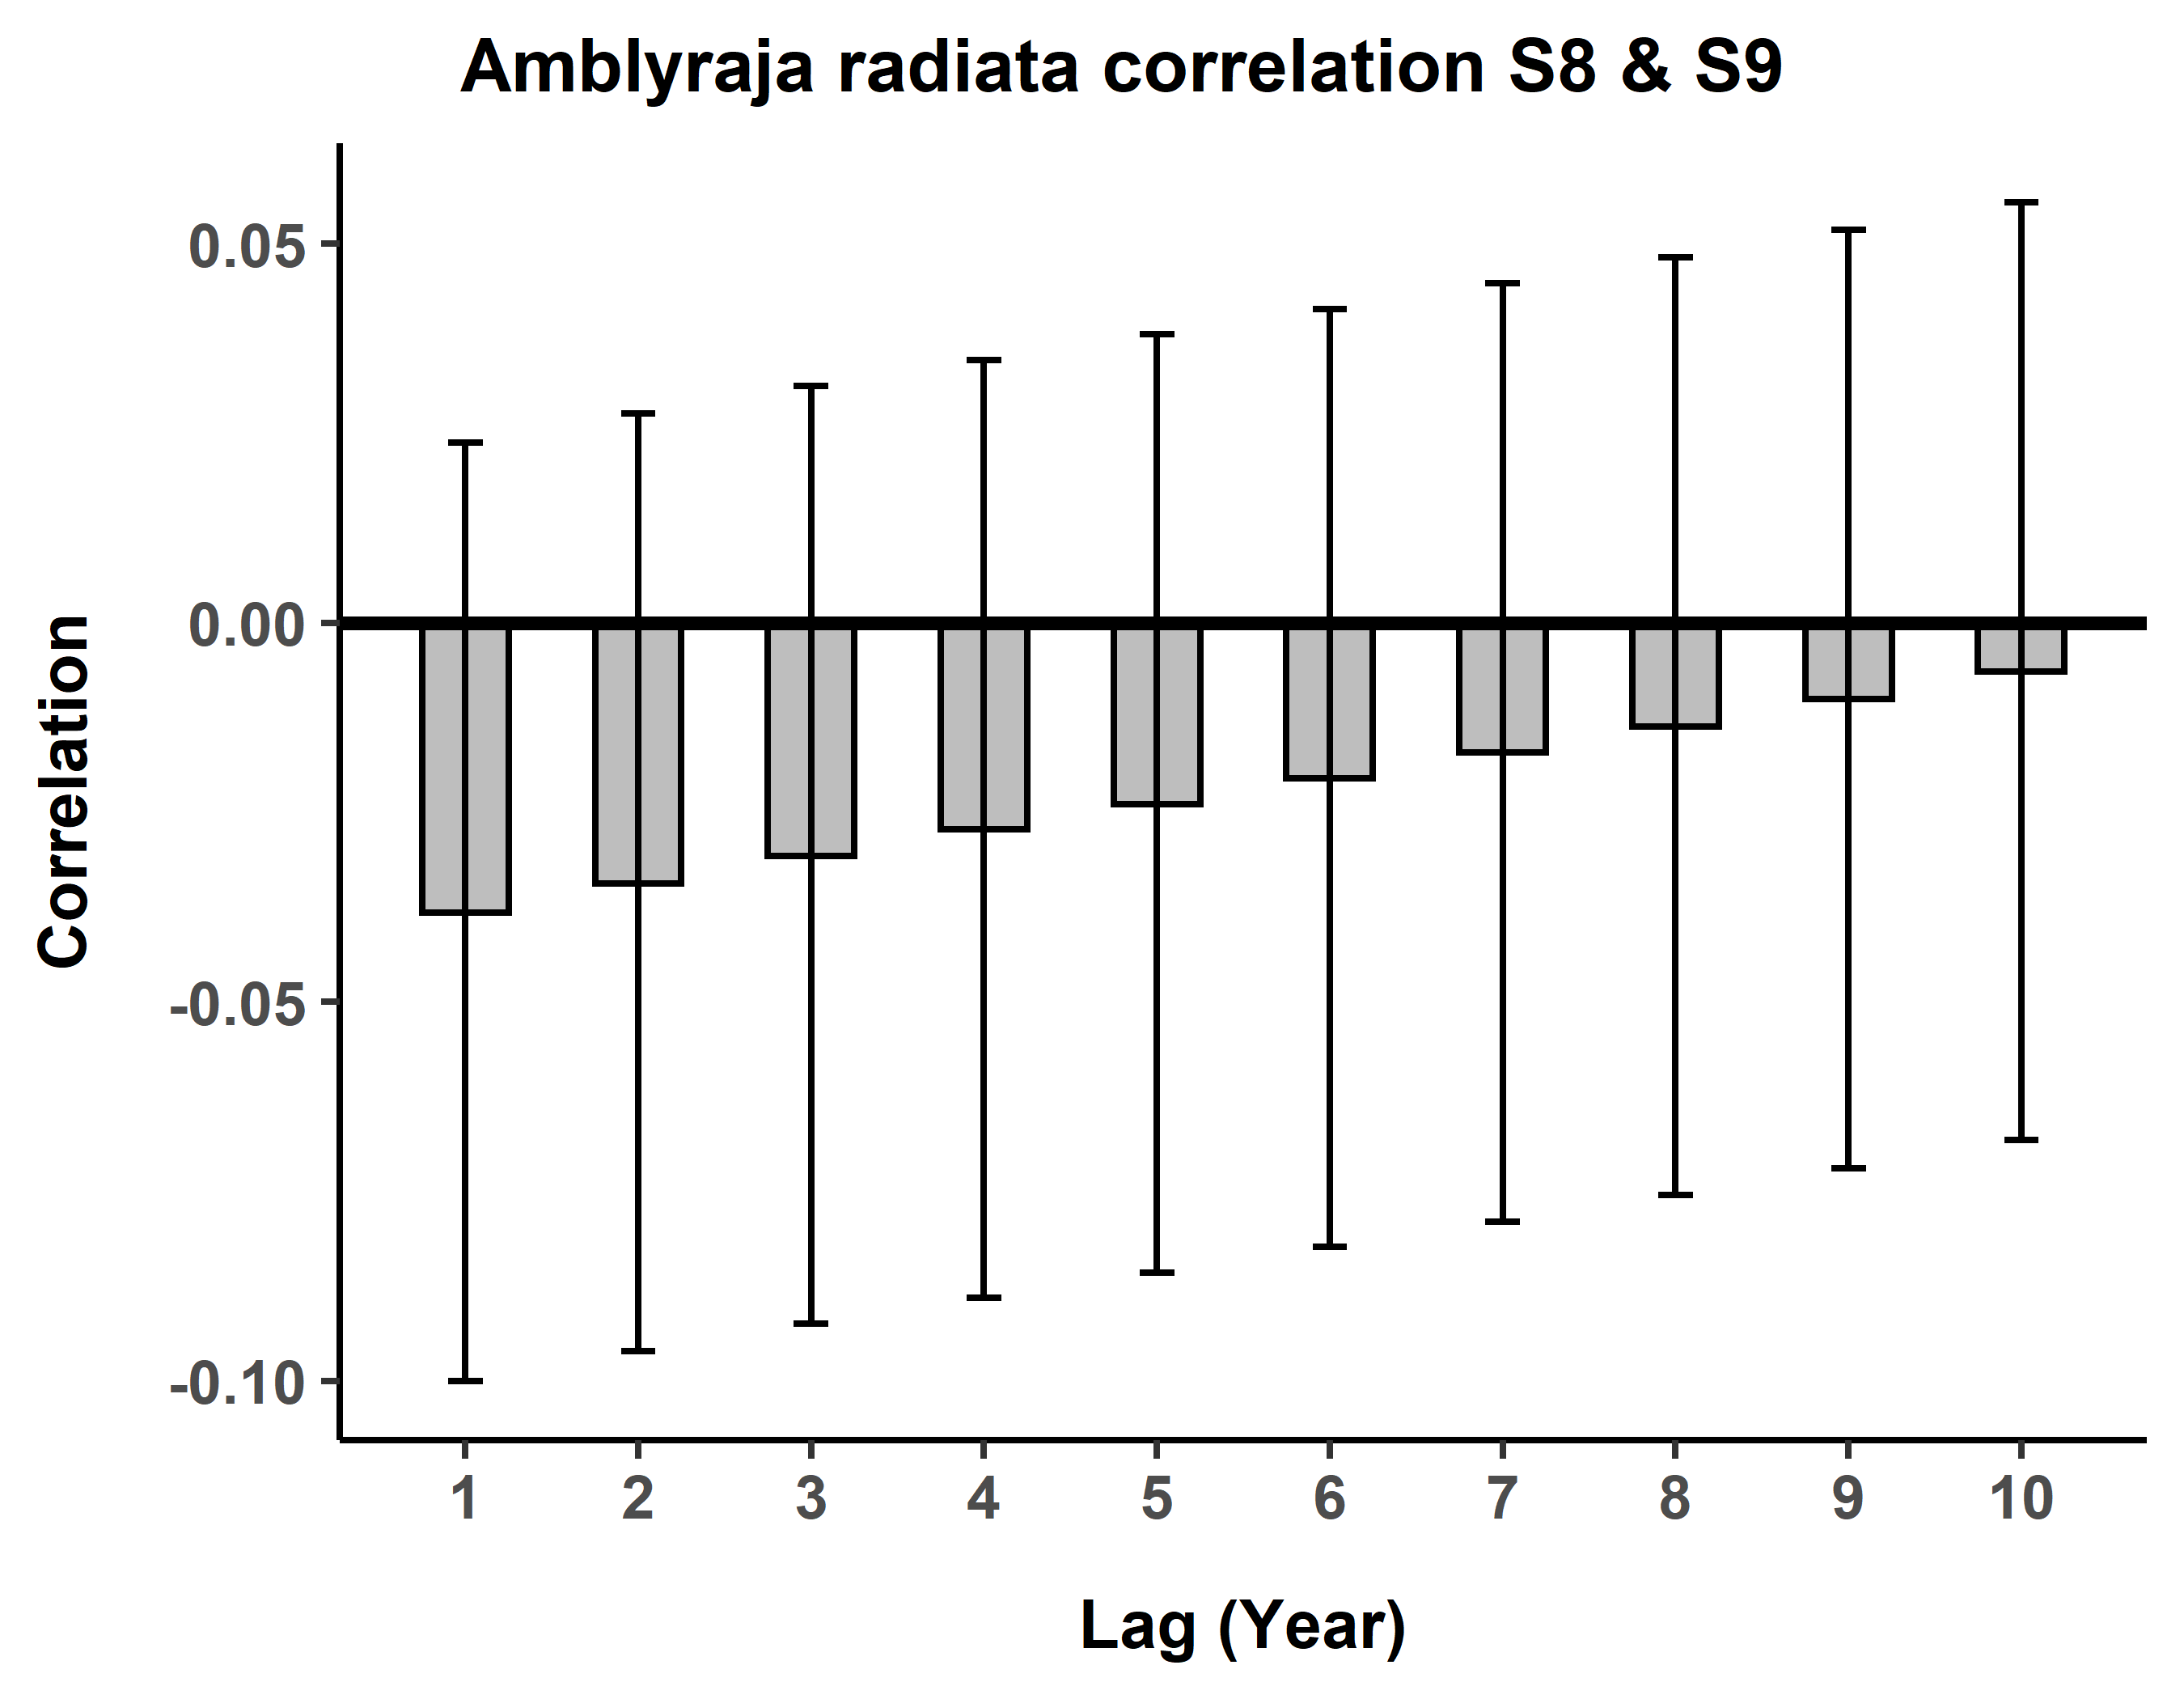 Amblyraja radiata correlation S8 & S9
Correlation
0.05
0.00
-0.05
-0.10
1 2 3 4 5 6 7 8 9 10
Lag (Year)